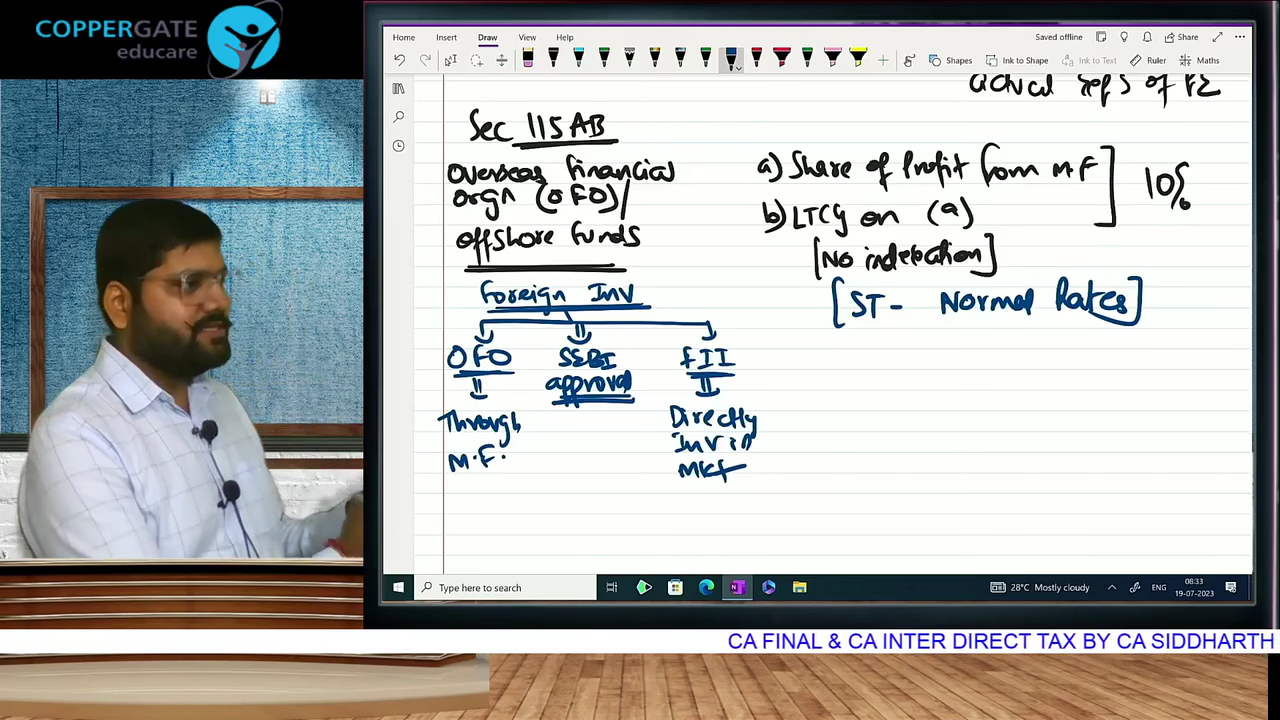 COPPERGATE
educare
Home Insert Draw View Help
Saved offline
Share
Shapes
Ink to Shape
Ink to Text
Ruler
Maths
actual
of
Sec 115AB
overseas financial
orgn (OFO)/
offshore funds
a) Share of Profit from M.F
b) LTCG on (a)
10%
[No indexation]
[ST- Normal Rates]
foreign Inv
OFO
SEBI
approval
FII
Through
M.F.
Directly
Inv in
Mkt
Type here to search
28°C Mostly cloudy
ENG
08:33
19-07-2023
CA FINAL & CA INTER DIRECT TAX BY CA SIDDHARTH